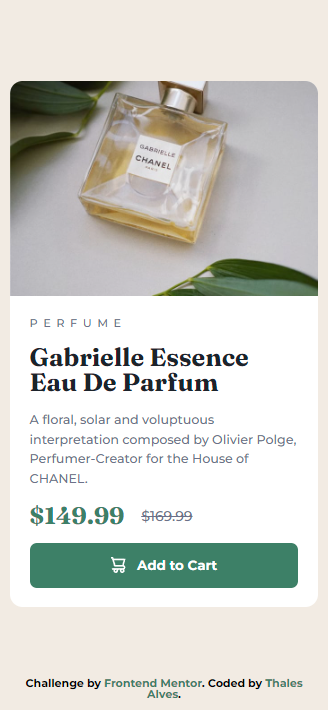 GABRIELLE
CHANEL
PARIS
PERFUME
Gabrielle Essence
Eau De Parfum
A floral, solar and voluptuous
interpretation composed by Olivier Polge,
Perfumer-Creator for the House of
CHANEL.
$149.99 $169.99
Add to Cart
Challenge by Frontend Mentor. Coded by Thales
Alves.